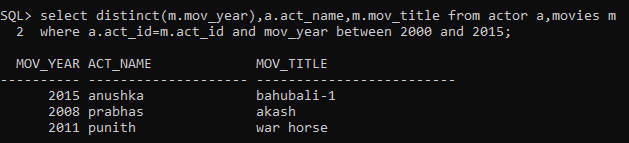 SQL> select distinct(m.mov_year),a.act_name,m.mov_title from actor a,movies m
  2  where a.act_id=m.act_id and mov_year between 2000 and 2015;
  MOV_YEAR ACT_NAME             MOV_TITLE
---------- -------------------- -------------------------
      2015 anushka              bahubali-1
      2008 prabhas              akash
      2011 punith               war horse